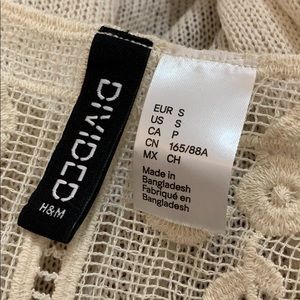 DIVIDED
H&M
EUR S
US S
CA P
CN 165/88A
MX CH
Made in
Bangladesh
Fabriqué en
Bangladesh